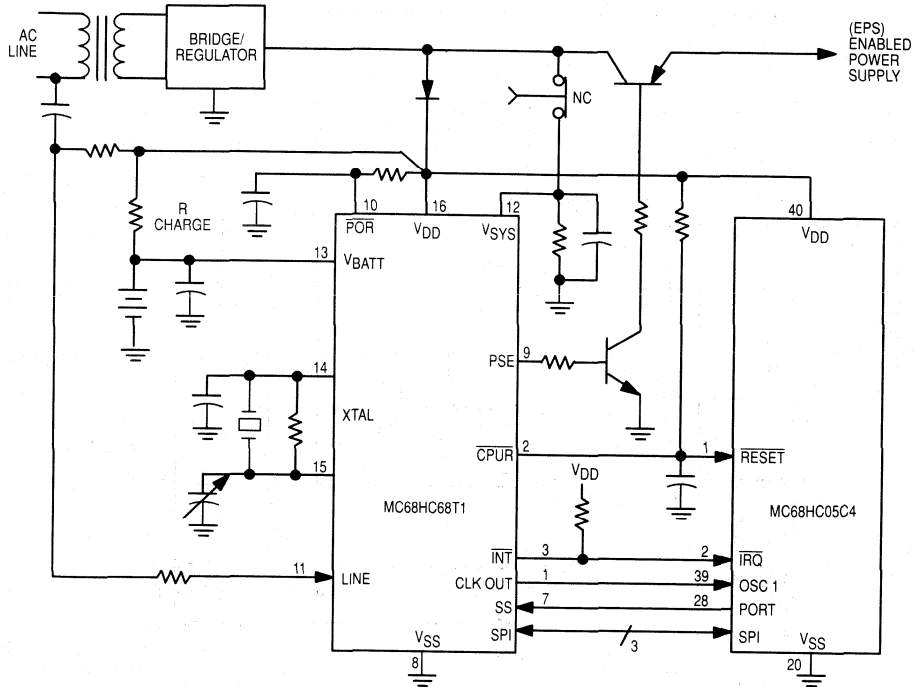 AC
LINE
BRIDGE/
REGULATOR
(EPS)
ENABLED
POWER
SUPPLY
NC
R
CHARGE
10
16
12
40
POR
VDD
VSYS
VDD
13
VBATT
14
XTAL
15
PSE
9
CPUR
2
1
RESET
VDD
MC68HC68T1
MC68HC05C4
INT
3
2
IRQ
11
LINE
CLK OUT
1
39
OSC 1
SS
7
28
PORT
SPI
3
SPI
VSS
8
VSS
20